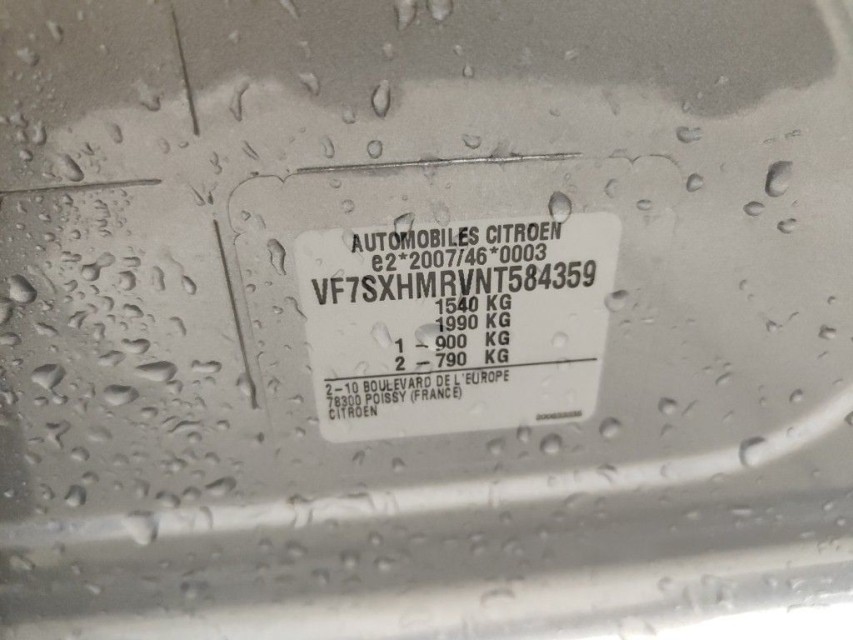 AUTOMOBILES CITROEN
e2*2007/46*0003
VF7SXHMRVNT584359
1540 KG
1990 KG
1 – 900 KG
2 – 790 KG
2–10 BOULEVARD DE L'EUROPE
78300 POISSY (FRANCE)
CITROEN